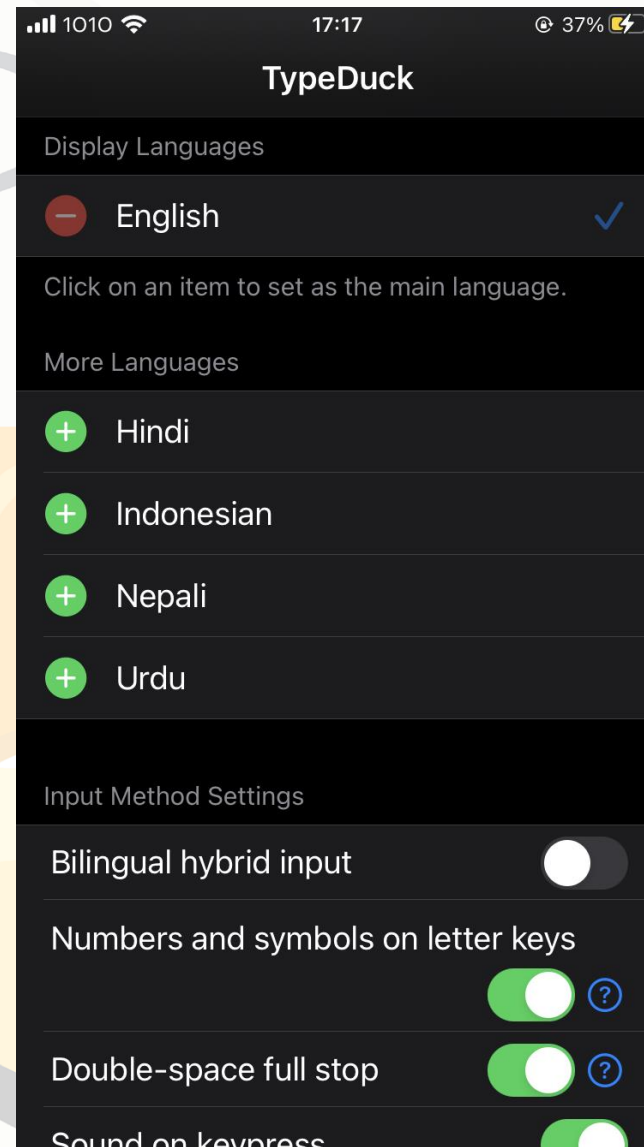 1010
17:17
37%
TypeDuck
Display Languages
English
Click on an item to set as the main language.
More Languages
Hindi
Indonesian
Nepali
Urdu
Input Method Settings
Bilingual hybrid input
Numbers and symbols on letter keys
?
Double-space full stop
?
Sound on keypress